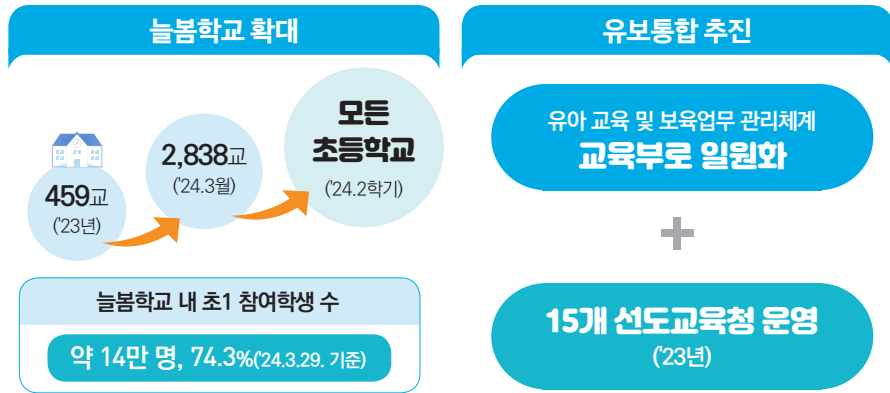 늘봄학교 확대
459교
('23년)
2,838교
('24.3월)
모든
초등학교
('24.2학기)
늘봄학교 내 초1 참여학생 수
약 14만 명, 74.3%('24.3.29. 기준)
유보통합 추진
유아 교육 및 보육업무 관리체계
교육부로 일원화
+
15개 선도교육청 운영
('23년)